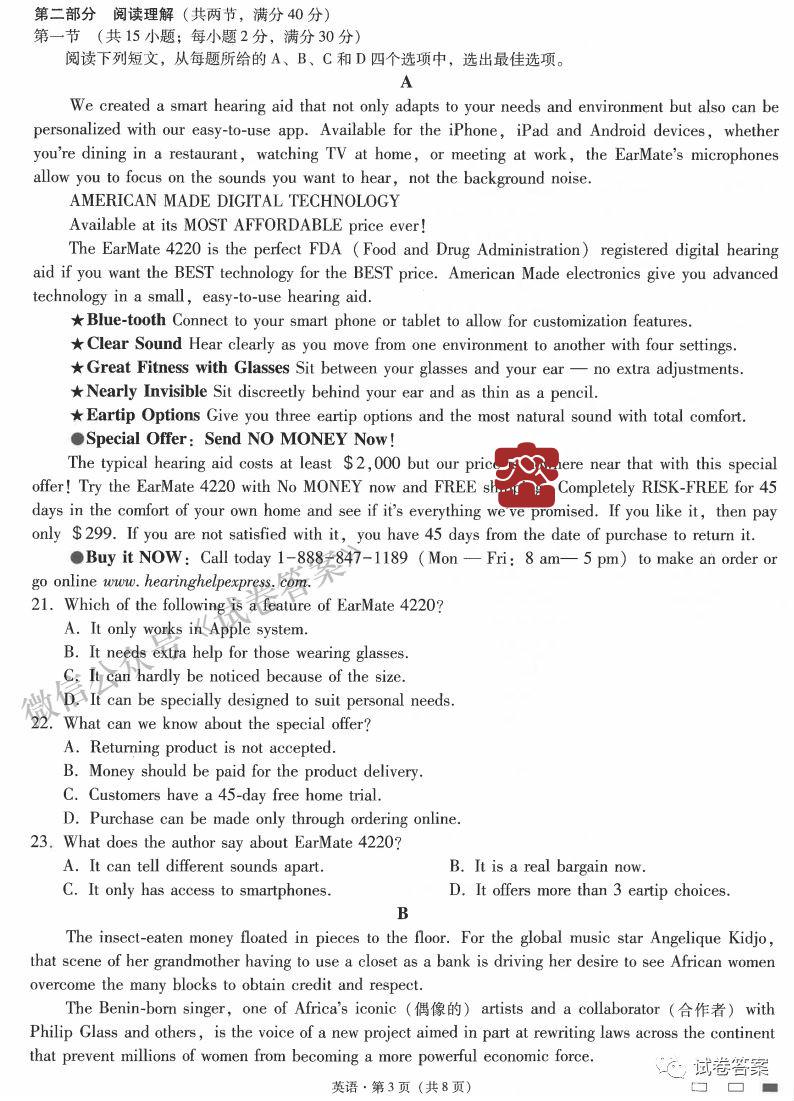 第二部分 阅读理解（共两节，满分 40 分）
第一节 （共 15 小题；每小题 2 分，满分 30 分）
阅读下列短文，从每题所给的 A、B、C 和 D 四个选项中，选出最佳选项。
A
We created a smart hearing aid that not only adapts to your needs and environment but also can be
personalized with our easy-to-use app. Available for the iPhone, iPad and Android devices, whether
you're dining in a restaurant, watching TV at home, or meeting at work, the EarMate's microphones
allow you to focus on the sounds you want to hear, not the background noise.
AMERICAN MADE DIGITAL TECHNOLOGY
Available at its MOST AFFORDABLE price ever!
The EarMate 4220 is the perfect FDA (Food and Drug Administration) registered digital hearing
aid if you want the BEST technology for the BEST price. American Made electronics give you advanced
technology in a small, easy-to-use hearing aid.
★Blue-tooth Connect to your smart phone or tablet to allow for customization features.
★Clear Sound Hear clearly as you move from one environment to another with four settings.
★Great Fitness with Glasses Sit between your glasses and your ear — no extra adjustments.
★Nearly Invisible Sit discreetly behind your ear and as thin as a pencil.
★Eartip Options Give you three eartip options and the most natural sound with total comfort.
●Special Offer: Send NO MONEY Now!
The typical hearing aid costs at least $2,000 but our near that with this special
offer! Try the EarMate 4220 with No MONEY now and FREE Completely RISK-FREE for 45
days in the comfort of your own home and see if it's everything we've promised. If you like it, then pay
only $299. If you are not satisfied with it, you have 45 days from the date of purchase to return it.
●Buy it NOW: Call today 1-888-847-1189 (Mon — Fri: 8 am— 5 pm) to make an order or
go online www. hearinghelpexpress. com.
21. Which of the following is a feature of EarMate 4220?
A. It only works in Apple system.
B. It needs extra help for those wearing glasses.
C. It can hardly be noticed because of the size.
D. It can be specially designed to suit personal needs.
22. What can we know about the special offer?
A. Returning product is not accepted.
B. Money should be paid for the product delivery.
C. Customers have a 45-day free home trial.
D. Purchase can be made only through ordering online.
23. What does the author say about EarMate 4220?
A. It can tell different sounds apart. B. It is a real bargain now.
C. It only has access to smartphones. D. It offers more than 3 eartip choices.
B
The insect-eaten money floated in pieces to the floor. For the global music star Angelique Kidjo,
that scene of her grandmother having to use a closet as a bank is driving her desire to see African women
overcome the many blocks to obtain credit and respect.
The Benin-born singer, one of Africa's iconic (偶像的) artists and a collaborator (合作者) with
Philip Glass and others, is the voice of a new project aimed in part at rewriting laws across the continent
that prevent millions of women from becoming a more powerful economic force.
英语·第 3 页（共 8 页）
微信公众号《试卷答案》
试卷答案